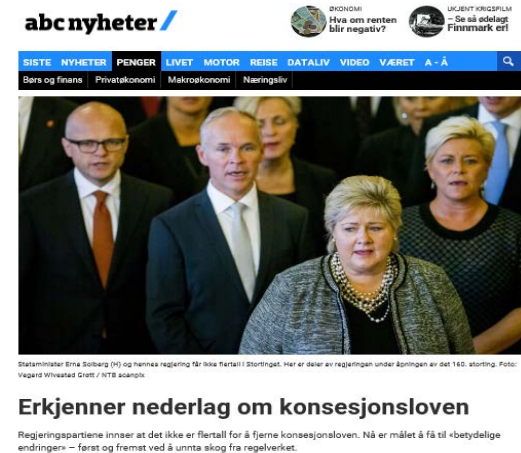 abc nyheter
ØKONOMI
Hva om renten
blir negativ?
UKJENT KRIGSFILM
– Se så ødelagt
Finnmark er!
SISTE NYHETER PENGER LIVET MOTOR REISE DATALIV VIDEO VÆRET A - Å
Børs og finans Privatøkonomi Makroøkonomi Næringsliv
Statsminister Erna Solberg (H) og hennes regjering får ikke flertall i Stortinget. Her er deler av regjeringen under åpningen av det 160. storting. Foto:
Vegard Wivestad Grøtt / NTB scanpix
Erkjenner nederlag om konsesjonsloven
Regjeringspartiene innser at det ikke er flertall for å fjerne konsesjonsloven. Nå er målet å få til «betydelige
endringer» – først og fremst ved å unnta skog fra regelverket.